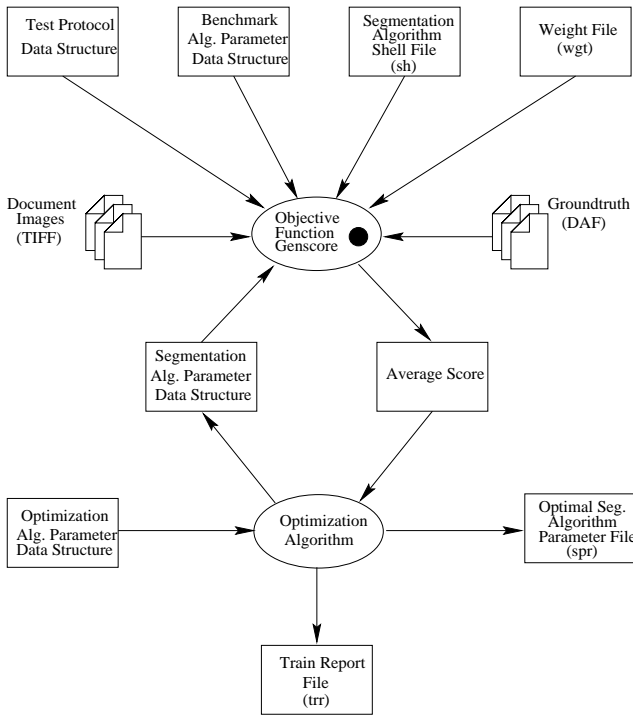 Test Protocol
Data Structure
Benchmark
Alg. Parameter
Data Structure
Segmentation
Algorithm
Shell File
(sh)
Weight File
(wgt)
Document
Images
(TIFF)
Objective
Function
Genscore
Groundtruth
(DAF)
Segmentation
Alg. Parameter
Data Structure
Average Score
Optimization
Alg. Parameter
Data Structure
Optimization
Algorithm
Optimal Seg.
Algorithm
Parameter File
(spr)
Train Report
File
(trr)